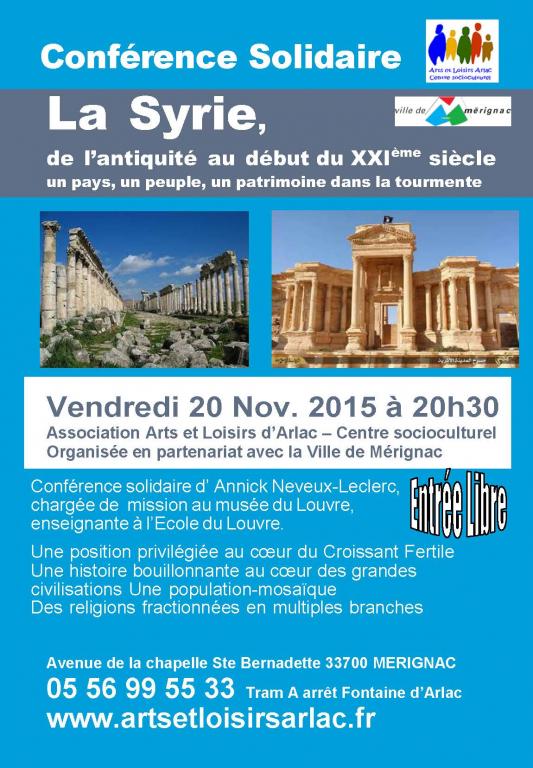 Conférence Solidaire
Arts et Loisirs Arlac
Centre socioculturel
La Syrie,
ville de mérignac
de l'antiquité au début du XXIème siècle
un pays, un peuple, un patrimoine dans la tourmente
Vendredi 20 Nov. 2015 à 20h30
Association Arts et Loisirs d'Arlac – Centre socioculturel
Organisée en partenariat avec la Ville de Mérignac
Conférence solidaire d' Annick Neveux-Leclerc,
chargée de mission au musée du Louvre,
enseignante à l'Ecole du Louvre.
Entrée Libre
Une position privilégiée au cœur du Croissant Fertile
Une histoire bouillonnante au cœur des grandes
civilisations Une population-mosaïque
Des religions fractionnées en multiples branches
Avenue de la chapelle Ste Bernadette 33700 MERIGNAC
05 56 99 55 33 Tram A arrêt Fontaine d'Arlac
www.artsetloisirsarlac.fr